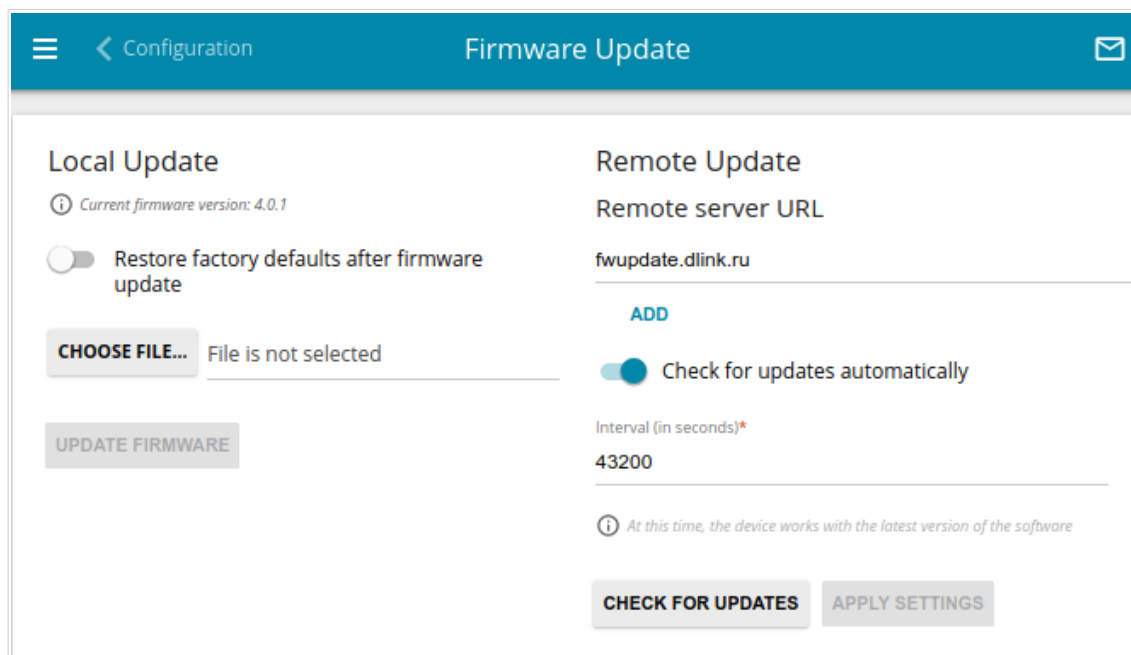 Configuration
Firmware Update
Local Update
Current firmware version: 4.0.1
Restore factory defaults after firmware
update
CHOOSE FILE...
File is not selected
UPDATE FIRMWARE
Remote Update
Remote server URL
fwupdate.dlink.ru
ADD
Check for updates automatically
Interval (in seconds)*
43200
At this time, the device works with the latest version of the software
CHECK FOR UPDATES
APPLY SETTINGS